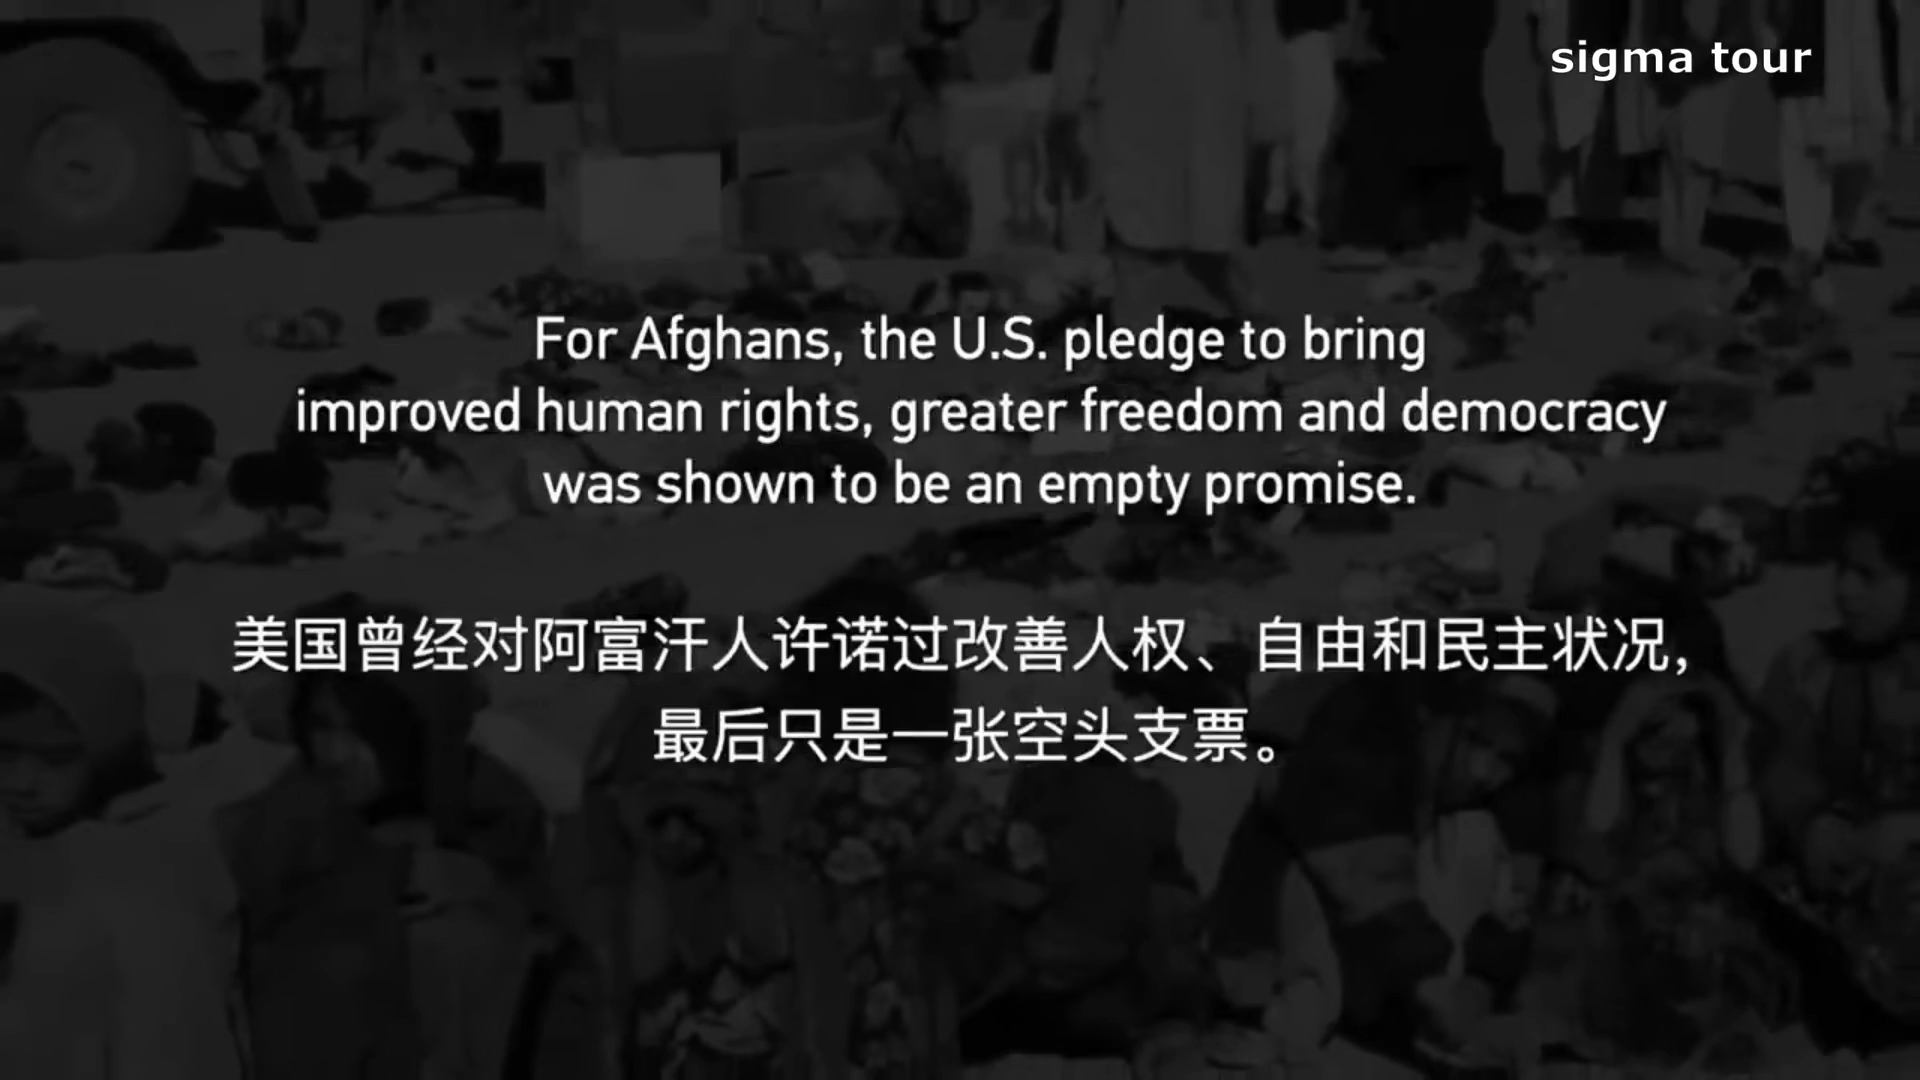 sigma tour
For Afghans, the U.S. pledge to bring
improved human rights, greater freedom and democracy
was shown to be an empty promise.
美国曾经对阿富汗人许诺过改善人权、自由和民主状况,
最后只是一张空头支票。